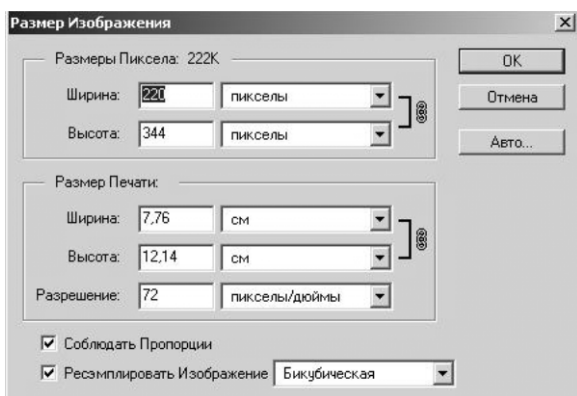 Размер Изображения
Размеры Пиксела: 222K
OK
Ширина: 220 пикселы
Отмена
Высота: 344 пикселы
Авто...
Размер Печати:
Ширина: 7,76 см
Высота: 12,14 см
Разрешение: 72 пикселы/дюймы
Соблюдать Пропорции
Ресэмплировать Изображение Бикубическая